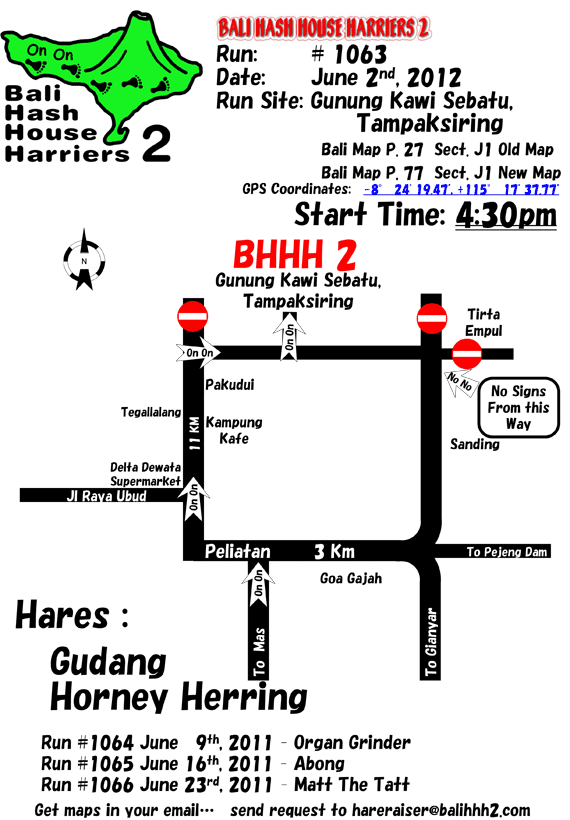 On On
Bali
Hash
House
Harriers 2
BALI HASH HOUSE HARRIERS 2
Run: # 1063
Date: June 2nd, 2012
Run Site: Gunung Kawi Sebatu,
Tampaksiring
Bali Map P. 27 Sect. J1 Old Map
Bali Map P. 77 Sect. J1 New Map
GPS Coordinates: -8° 24' 19.47", +115° 17' 37.77"
Start Time: 4:30pm
N
BHHH 2
Gunung Kawi Sebatu,
Tampaksiring
Tirta
Empul
On On
On On
No No
No Signs
From this
Way
Pakudui
Tegallalang
11 KM
Kampung
Kafe
Sanding
Delta Dewata
Supermarket
Jl Raya Ubud
On On
Peliatan 3 Km
To Pejeng Dam
Goa Gajah
On On
To Mas
To Gianyar
Hares :
Gudang
Horney Herring
Run #1064 June 9th, 2011 - Organ Grinder
Run #1065 June 16th, 2011 - Abong
Run #1066 June 23rd, 2011 - Matt The Tatt
Get maps in your email... send request to hareraiser@balihhh2.com